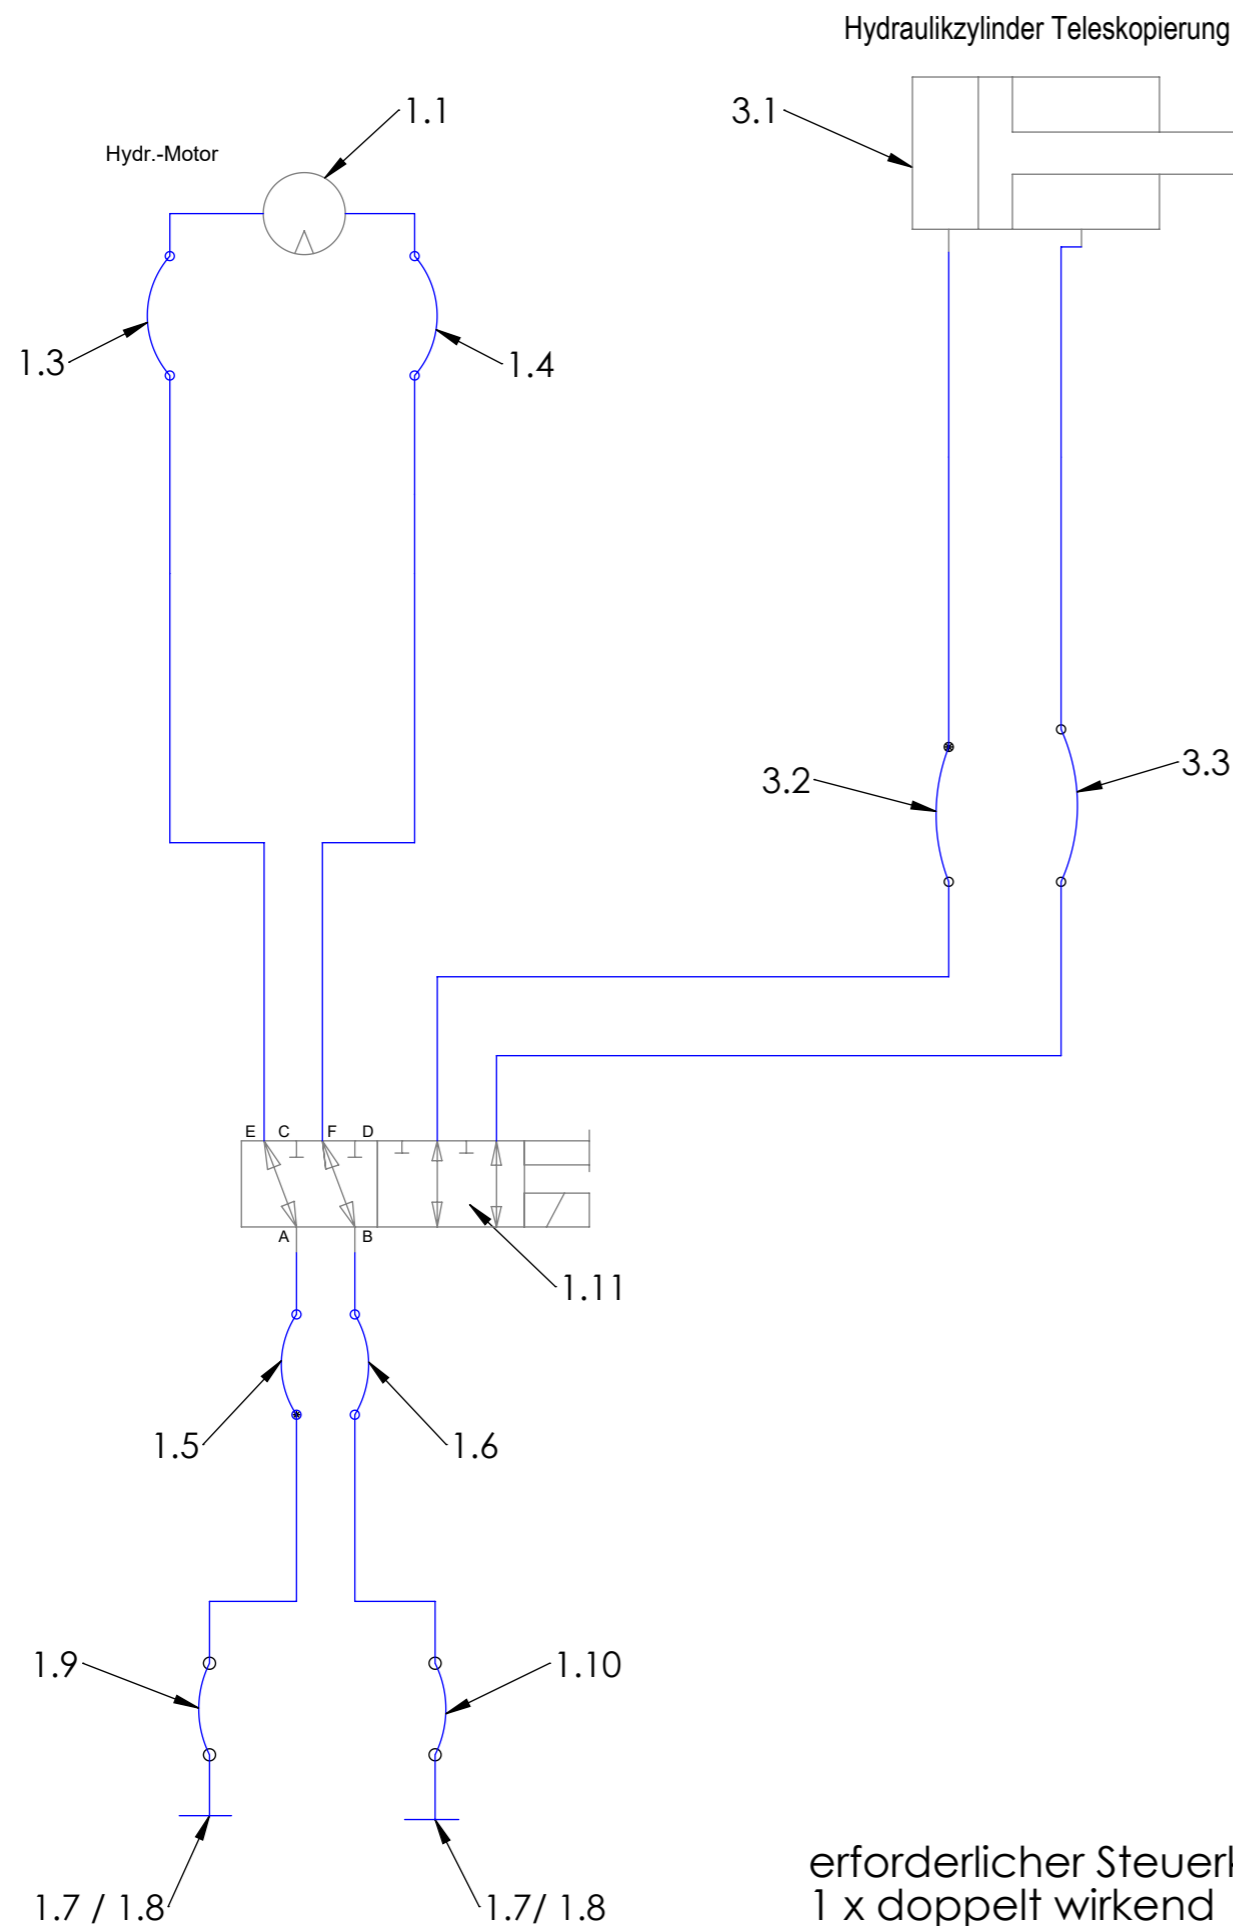 Hydraulikzylinder Teleskopierung
1.1
3.1
Hydr.-Motor
1.3
1.4
3.2
3.3
E C F D
A B
1.11
1.5
1.6
1.9
1.10
erforderlicher
1 x doppelt wirkend
1.7 / 1.8
1.7/ 1.8